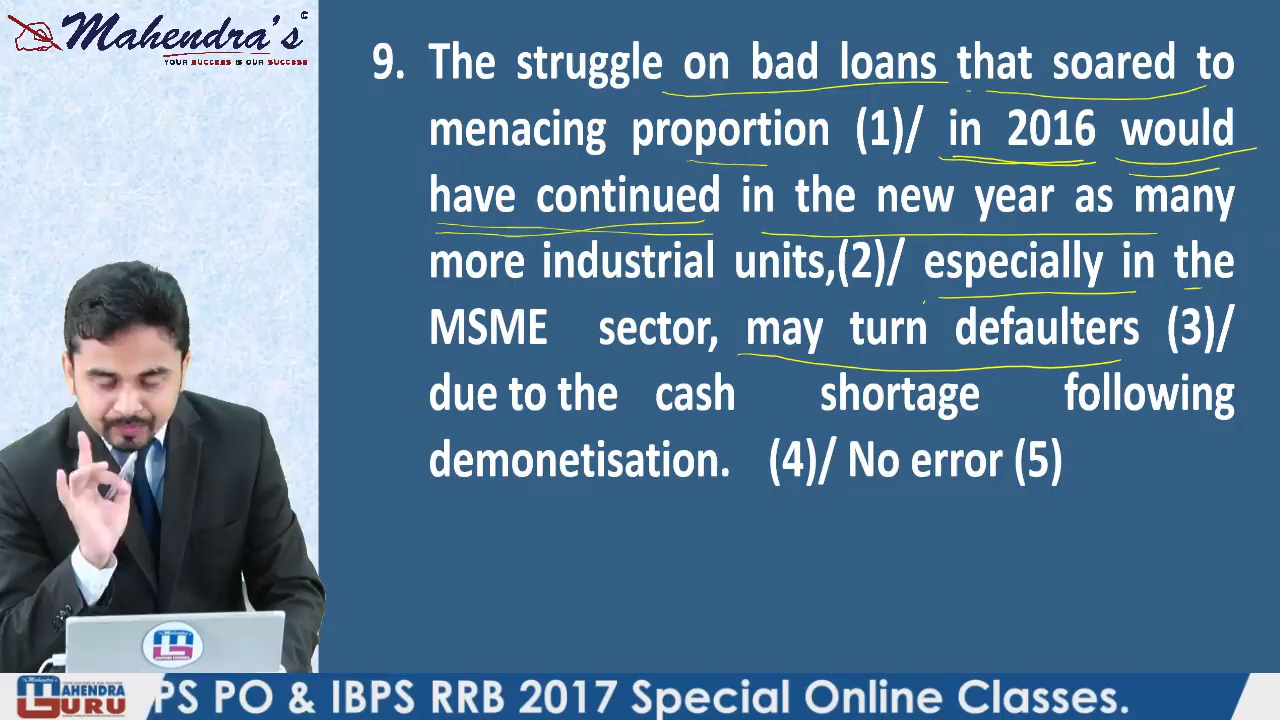 Mahendra's
YOUR SUCCESS IS OUR SUCCESS
9. The struggle on bad loans that soared to
menacing proportion (1)/ in 2016 would
have continued in the new year as many
more industrial units,(2)/ especially in the
MSME sector, may turn defaulters (3)/
due to the cash shortage following
demonetisation. (4)/ No error (5)
MAHENDRA
GURU
PS PO & IBPS RRB 2017 Special Online Classes.